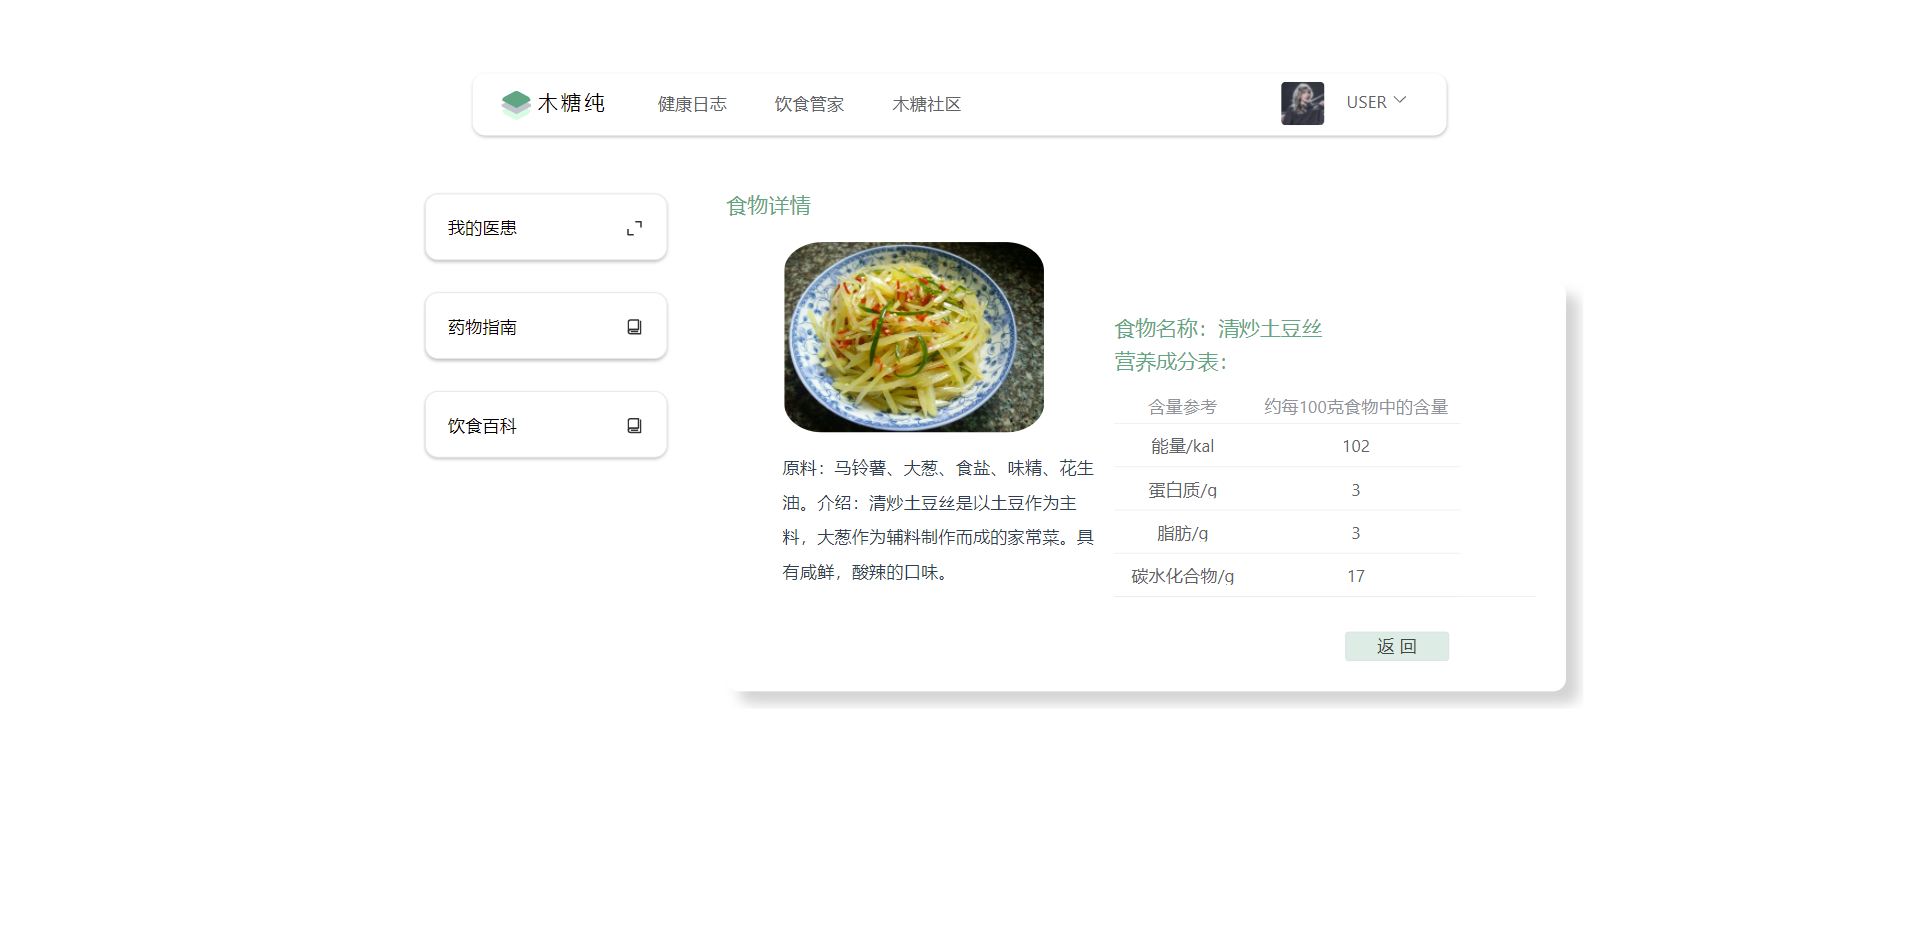 木糖纯
健康日志
饮食管家
木糖社区
USER
我的医患
药物指南
饮食百科
食物详情
原料：马铃薯、大葱、食盐、味精、花生
油。介绍：清炒土豆丝是以土豆作为主
料，大葱作为辅料制作而成的家常菜。具
有咸鲜，酸辣的口味。
食物名称：清炒土豆丝
营养成分表：
含量参考 约每100克食物中的含量
能量/kal 102
蛋白质/g 3
脂肪/g 3
碳水化合物/g 17
返 回